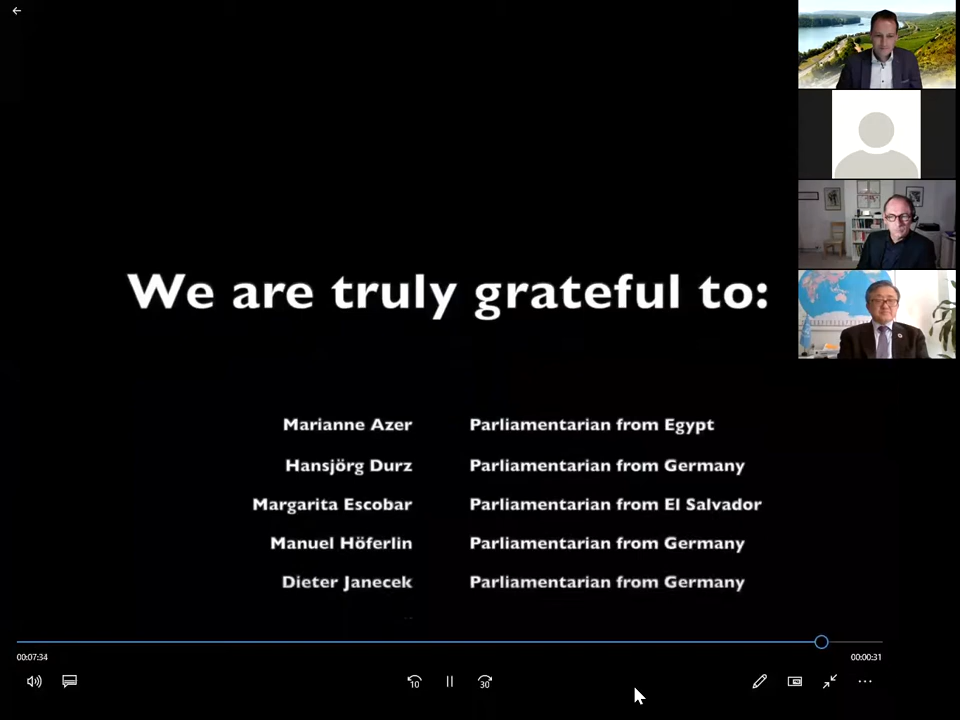 We are truly grateful to:
Marianne Azer Parliamentarian from Egypt
Hansjörg Durz Parliamentarian from Germany
Margarita Escobar Parliamentarian from El Salvador
Manuel Höferlin Parliamentarian from Germany
Dieter Janecek Parliamentarian from Germany
00:07:34 00:00:31
10 30